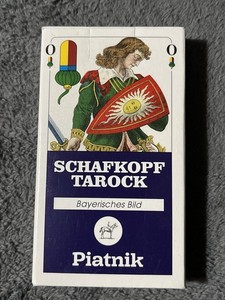 O O
SCHAFKOPF
TAROCK
Bayerisches Bild
Piatnik